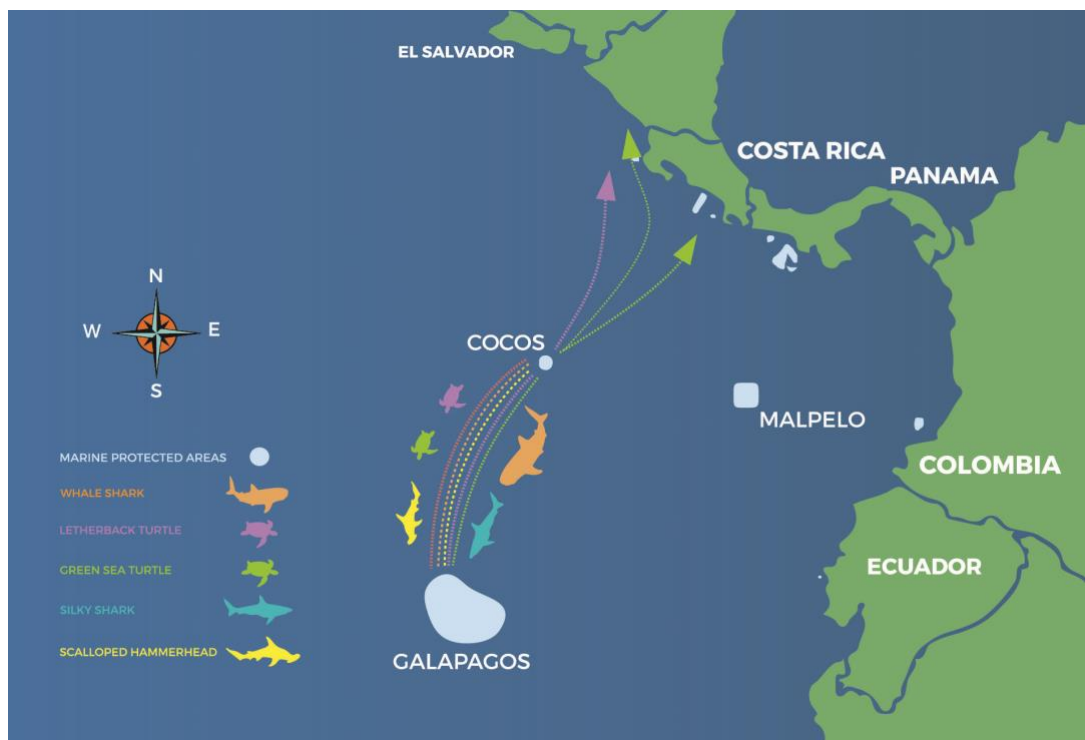 EL SALVADOR
COSTA RICA
PANAMA
N
W
E
S
COCOS
MALPELO
MARINE PROTECTED AREAS
WHALE SHARK
LETHERBACK TURTLE
GREEN SEA TURTLE
SILKY SHARK
SCALLOPED HAMMERHEAD
COLOMBIA
ECUADOR
GALAPAGOS